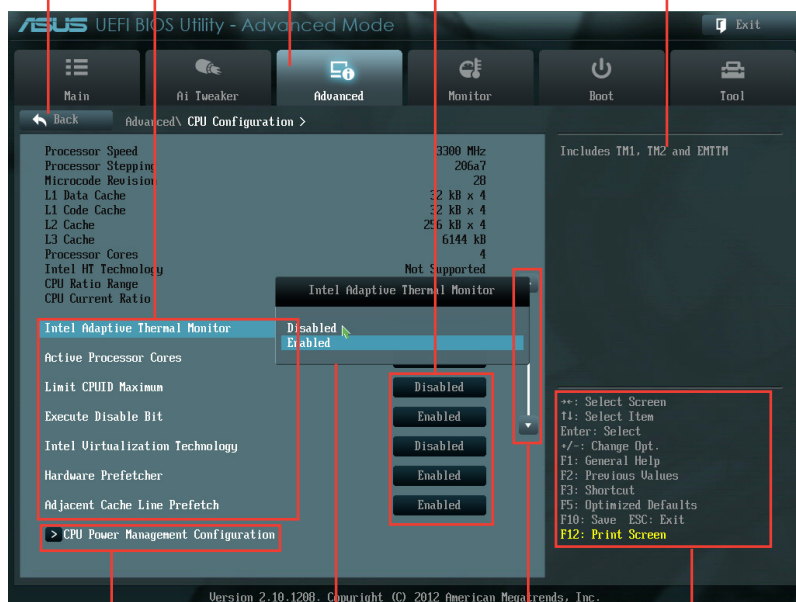 ASUS UEFI BIOS Utility - Advanced Mode
Exit
Main
Ai Tweaker
Advanced
Monitor
Boot
Tool
Back
Advanced\ CPU Configuration >
Processor Speed 3300 MHz
Processor Stepping 206a7
Microcode Revision 28
L1 Data Cache 32 kB x 4
L1 Code Cache 32 kB x 4
L2 Cache 256 kB x 4
L3 Cache 6144 kB
Processor Cores 4
Intel HT Technology Not Supported
CPU Ratio Range
CPU Current Ratio
Intel Adaptive Thermal Monitor
Disabled
Enabled
Intel Adaptive Thermal Monitor
Active Processor Cores
Limit CPUID Maximum Disabled
Execute Disable Bit Enabled
Intel Virtualization Technology Disabled
Hardware Prefetcher Enabled
Adjacent Cache Line Prefetch Enabled
> CPU Power Management Configuration
Includes TM1, TM2 and EMTTM
→←: Select Screen
↑↓: Select Item
Enter: Select
+/-: Change Opt.
F1: General Help
F2: Previous Values
F3: Shortcut
F5: Optimized Defaults
F10: Save ESC: Exit
F12: Print Screen
Version 2.10.1208. Copyright (C) 2012 American Megatrends, Inc.